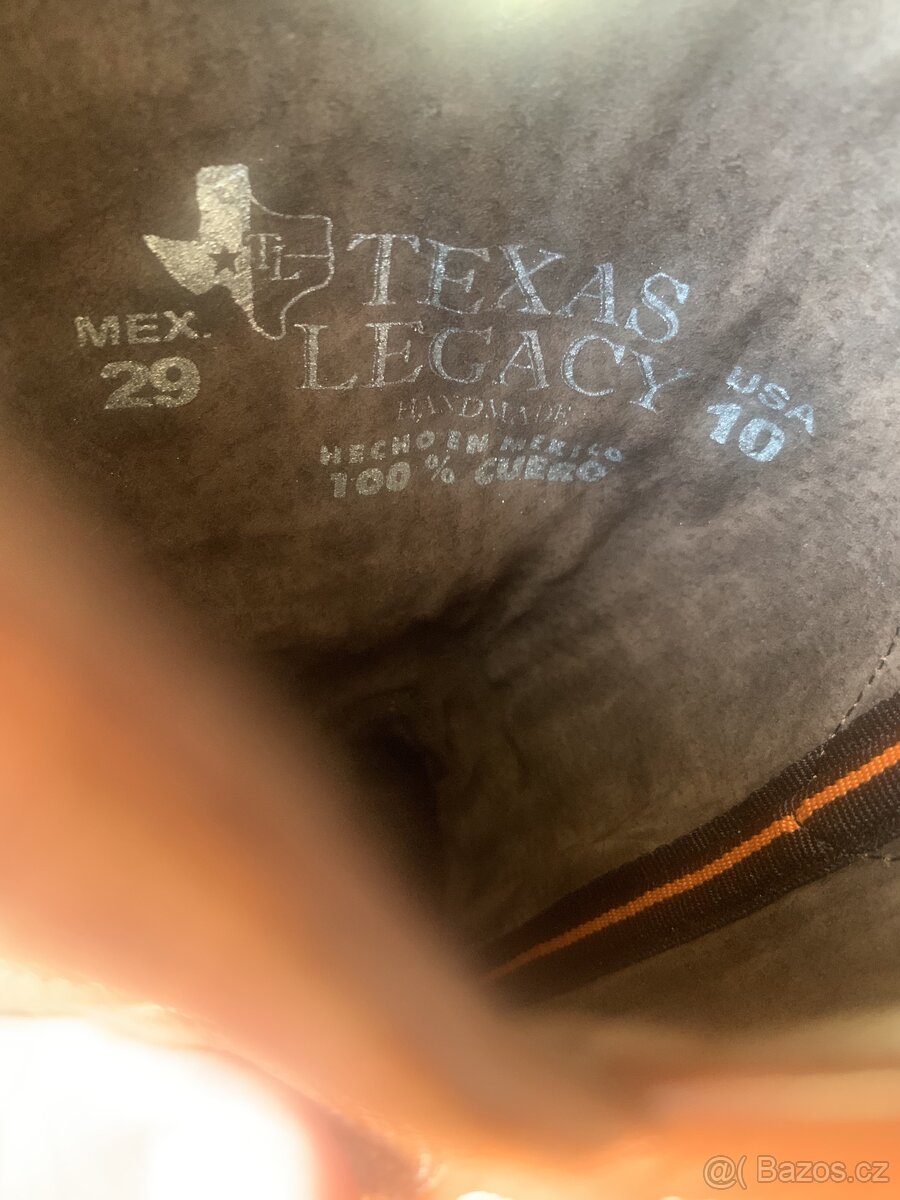 TL TEXAS
LEGACY
HANDMADE
HECHO EN MEXICO
100 % CUERO
MEX.
29
USA
10
@( Bazos.cz